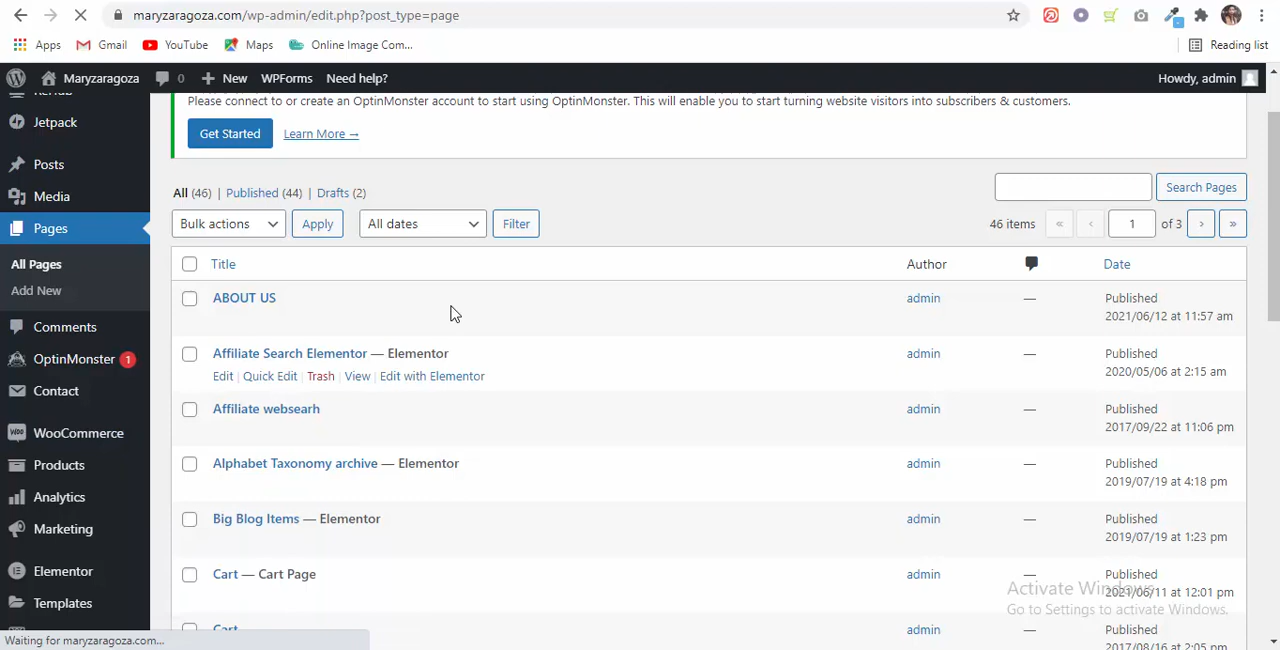 maryzaragoza.com/wp-admin/edit.php?post_type=page
Apps Gmail YouTube Maps Online Image Com... Reading list
Maryzaragoza 0 New WPForms Need help? Howdy, admin
Please connect to or create an OptinMonster account to start using OptinMonster. This will enable you to start turning website visitors into subscribers & customers.
Jetpack
Get Started Learn More →
Posts
Media
All (46) | Published (44) | Drafts (2)
Search Pages
Pages
Bulk actions Apply All dates Filter 46 items « ‹ 1 of 3 › »
All Pages
Title Author Date
Add New
ABOUT US admin — Published
2021/06/12 at 11:57 am
Comments
Affiliate Search Elementor — Elementor admin — Published
2020/05/06 at 2:15 am
OptinMonster 1
Edit | Quick Edit | Trash | View | Edit with Elementor
Contact
Affiliate websearh admin — Published
2017/09/22 at 11:06 pm
WooCommerce
Alphabet Taxonomy archive — Elementor admin — Published
2019/07/19 at 4:18 pm
Products
Analytics
Big Blog Items — Elementor admin — Published
2019/07/19 at 1:23 pm
Marketing
Elementor
Cart — Cart Page admin — Published
2021/06/11 at 12:01 pm
Activate Windows
Go to Settings to activate Windows.
Templates
Cart admin — Published
2017/08/16 at 2:05 pm
Waiting for maryzaragoza.com...